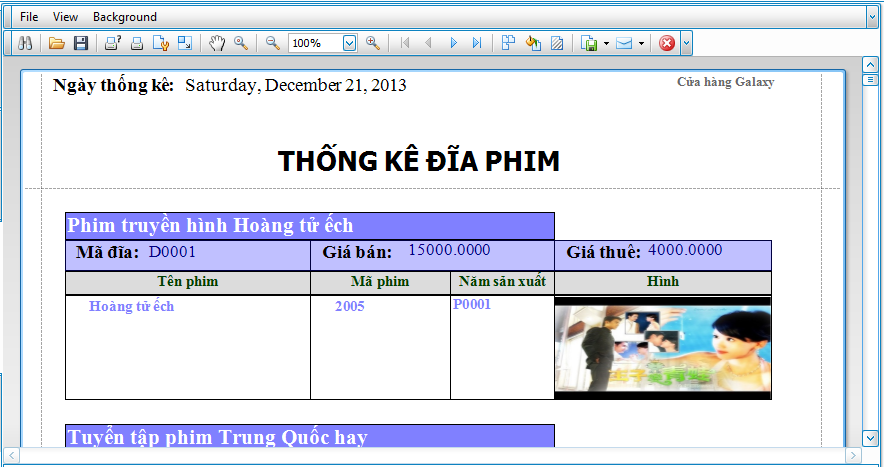 File View Background
100%
Ngày thống kê: Saturday, December 21, 2013
Cửa hàng Galaxy
THỐNG KÊ ĐĨA PHIM
Phim truyền hình Hoàng tử ếch
Mã đĩa: D0001 Giá bán: 15000.0000 Giá thuê: 4000.0000
Tên phim Mã phim Năm sản xuất Hình
Hoàng tử ếch 2005 P0001
Tuyển tập phim Trung Quốc hay